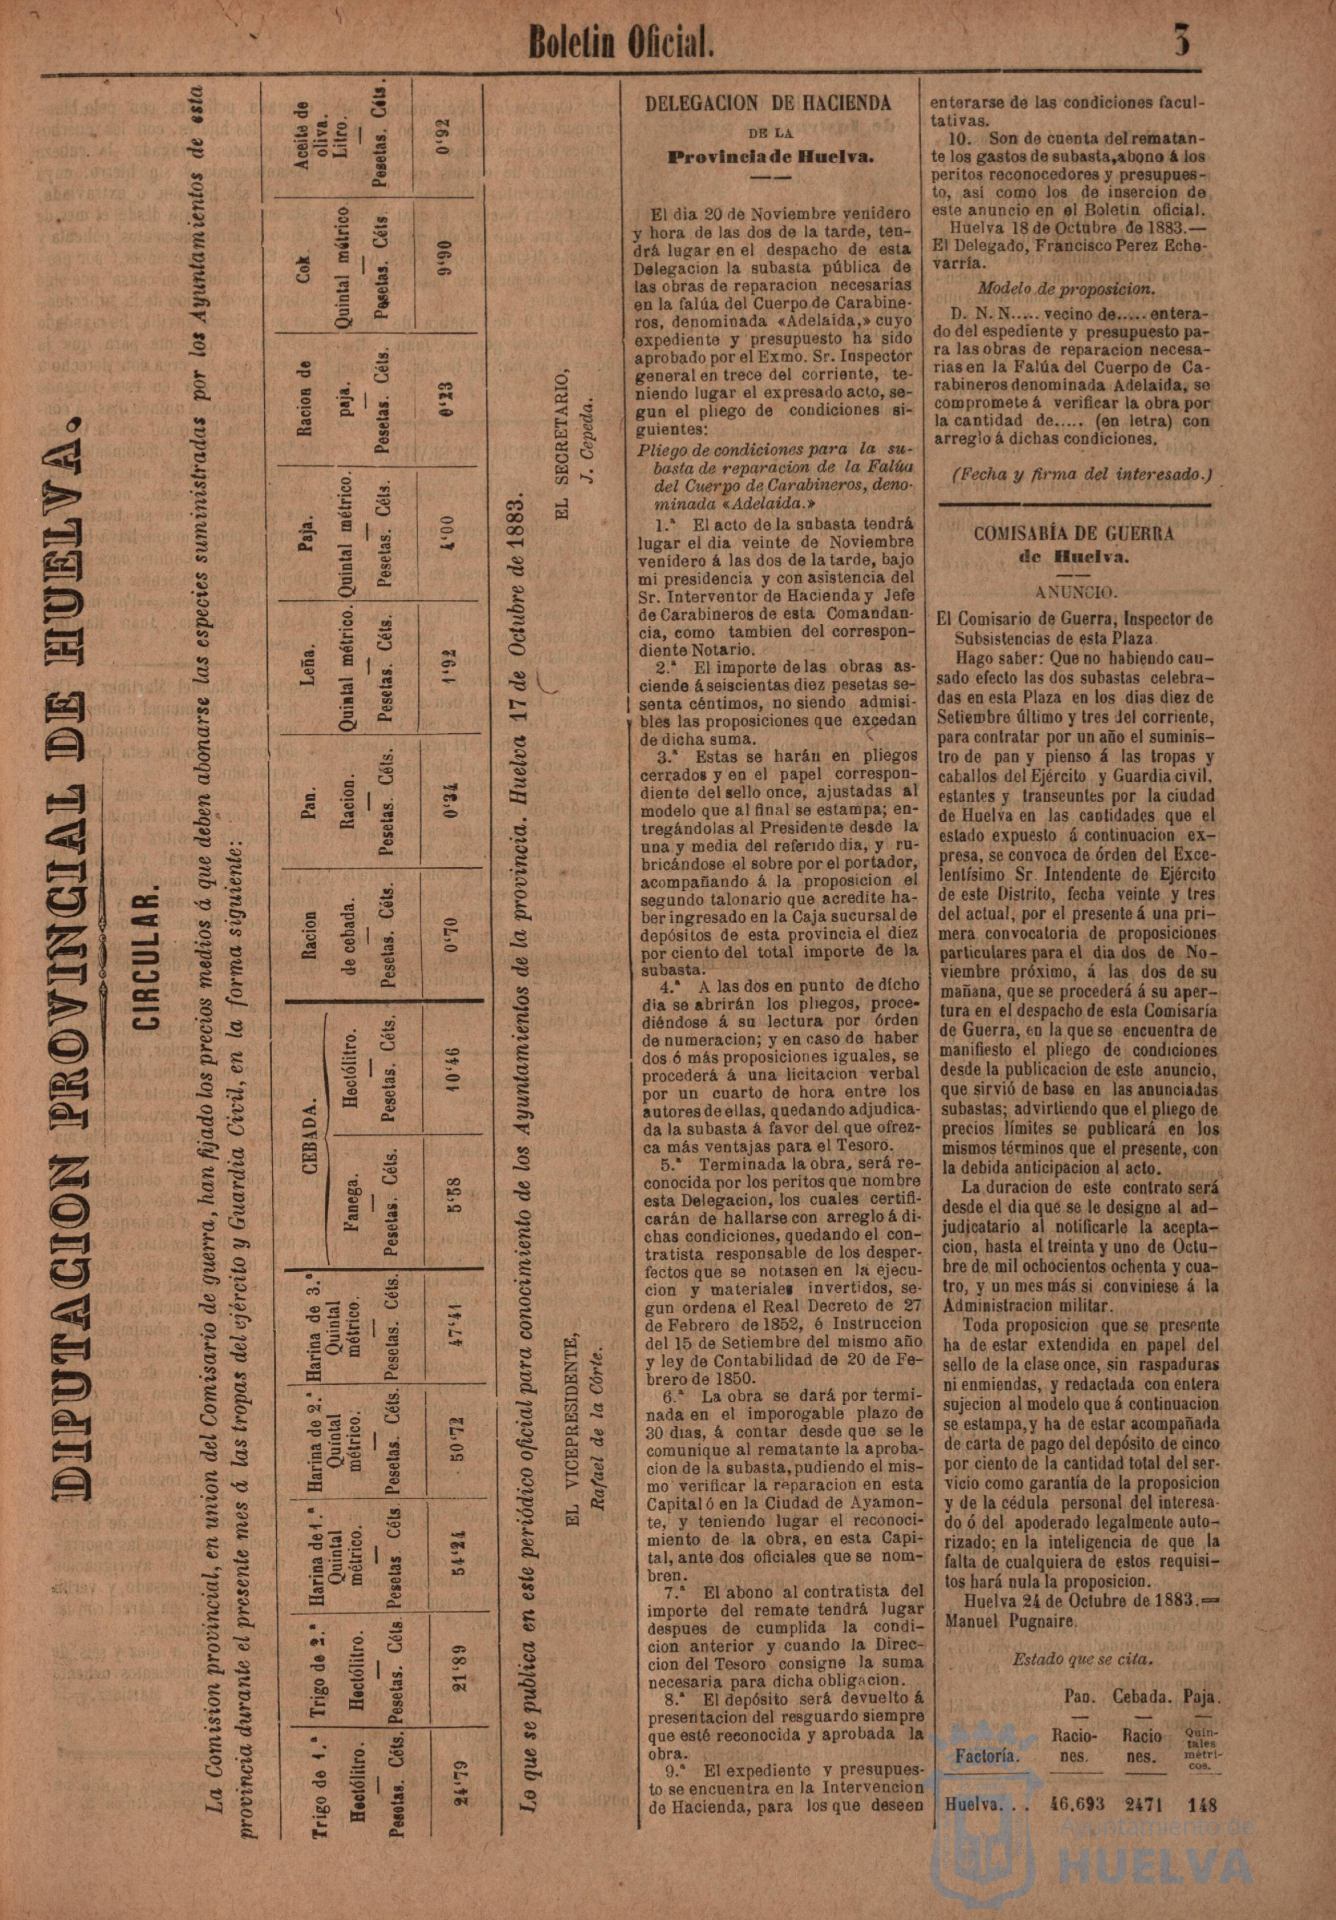 Boletin Oficial.
3
DIPUTACION PROVINCIAL DE HUELVA.
CIRCULAR.
La Comision provincial, en union del Comisario de guerra, han fijado los precios medios á que deben abonarse las especies suministradas por los Ayuntamientos de esta
provincia durante el presente mes á las tropas del ejército y Guardia Civil, en la forma siguiente:
Trigo de 1.ª Hectólitro. Pesetas. Céts. 24'79
Trigo de 2.ª Hectólitro. Pesetas. Céts 21'89
Harina de 1.ª Quintal métrico. Pesetas Céts 54'24
Harina de 2.ª Quintal métrico. Pesetas. Céts. 50'72
Harina de 3.ª Quintal métrico. Pesetas. Céts. 47'41
CEBADA.
Fanega. Pesetas. Céts. 5'58
Hectólitro. Pesetas. Céts. 10'46
Racion de cebada. Pesetas. Céts. 0'70
Pan. Racion. Pesetas. Céts. 0'34
Leña. Quintal métrico. Pesetas. Céts. 1'92
Paja. Quintal métrico. Pesetas. Céts. 4'00
Racion de paja. Pesetas. Céts. 0'23
Cok. Quintal métrico Pesetas. Céts 9'90
Aceite de oliva. Litro. Pesetas. Céts. 0'92
Lo que se publica en este periódico oficial para conocimiento de los Ayuntamientos de la provincia. Huelva 17 de Octubre de 1883.
EL VICEPRESIDENTE,
Rafael de la Córte.
EL SECRETARIO,
J. Cepeda.
DELEGACION DE HACIENDA
DE LA
Provincia de Huelva.
El dia 20 de Noviembre venidero
y hora de las dos de la tarde, ten-
drá lugar en el despacho de esta
Delegacion la subasta pública de
las obras de reparacion necesarias
en la falúa del Cuerpo de Carabine-
ros, denominada «Adelaida,» cuyo
expediente y presupuesto ha sido
aprobado por el Exmo. Sr. Inspector
general en trece del corriente, te-
niendo lugar el expresado acto, se-
gun el pliego de condiciones si-
guientes:
Pliego de condiciones para la su-
basta de reparacion de la Falúa
del Cuerpo de Carabineros, deno-
minada «Adelaida.»
1.ª El acto de la subasta tendrá
lugar el dia veinte de Noviembre
venidero á las dos de la tarde, bajo
mi presidencia y con asistencia del
Sr. Interventor de Hacienda y Jefe
de Carabineros de esta Comandan-
cia, como tambien del correspon-
diente Notario.
2.ª El importe de las obras as-
ciende á seiscientas diez pesetas se-
senta céntimos, no siendo admisi-
bles las proposiciones que excedan
de dicha suma.
3.ª Estas se harán en pliegos
cerrados y en el papel correspon-
diente del sello once, ajustadas al
modelo que al final se estampa; en-
tregándolas al Presidente desde la
una y media del referido dia, y ru-
bricándose el sobre por el portador,
acompañando á la proposicion el
segundo talonario que acredite ha-
ber ingresado en la Caja sucursal de
depósitos de esta provincia el diez
por ciento del total importe de la
subasta.
4.ª A las dos en punto de dicho
dia se abrirán los pliegos, proce-
diéndose á su lectura por órden
de numeracion; y en caso de haber
dos ó más proposiciones iguales, se
procederá á una licitacion verbal
por un cuarto de hora entre los
autores de ellas, quedando adjudica-
da la subasta á favor del que ofrez-
ca más ventajas para el Tesoro.
5.ª Terminada la obra, será re-
conocida por los peritos que nombre
esta Delegacion, los cuales certifi-
carán de hallarse con arreglo á di-
chas condiciones, quedando el con-
tratista responsable de los desper-
fectos que se notasen en la ejecu-
cion y materiales invertidos, se-
gun ordena el Real Decreto de 27
de Febrero de 1852, é Instruccion
del 15 de Setiembre del mismo año
y ley de Contabilidad de 20 de Fe-
brero de 1850.
6.ª La obra se dará por termi-
nada en el imporogable plazo de
30 dias, á contar desde que se le
comunique al rematante la aproba-
cion de la subasta, pudiendo el mis-
mo verificar la reparacion en esta
Capital ó en la Ciudad de Ayamon-
te, y teniendo lugar el reconoci-
miento de la obra, en esta Capi-
tal, ante dos oficiales que se nom-
bren.
7.ª El abono al contratista del
importe del remate tendrá lugar
despues de cumplida la condi-
cion anterior y cuando la Direc-
cion del Tesoro consigne la suma
necesaria para dicha obligacion.
8.ª El depósito será devuelto á
presentacion del resguardo siempre
que esté reconocida y aprobada la
obra.
9.ª El expediente y presupues-
to se encuentra en la Intervencion
de Hacienda, para los que deseen
enterarse de las condiciones facul-
tativas.
10. Son de cuenta del rematan-
te los gastos de subasta, abono á los
peritos reconocedores y presupues-
to, asi como los de insercion de
este anuncio en el Boletin oficial.
Huelva 18 de Octubre de 1883.—
El Delegado, Francisco Perez Eche-
varría.
Modelo de proposicion.
D. N. N..... vecino de..... entera-
do del espediente y presupuesto pa-
ra las obras de reparacion necesa-
rias en la Falúa del Cuerpo de Ca-
rabineros denominada Adelaida, se
compromete á verificar la obra por
la cantidad de..... (en letra) con
arreglo á dichas condiciones.
(Fecha y firma del interesado.)
COMISARÍA DE GUERRA
de Huelva.
ANUNCIO.
El Comisario de Guerra, Inspector de
Subsistencias de esta Plaza.
Hago saber: Que no habiendo cau-
sado efecto las dos subastas celebra-
das en esta Plaza en los dias diez de
Setiembre último y tres del corriente,
para contratar por un año el suminis-
tro de pan y pienso á las tropas y
caballos del Ejército y Guardia civil,
estantes y transeuntes por la ciudad
de Huelva en las cantidades que el
estado expuesto á continuacion ex-
presa, se convoca de órden del Exce-
lentísimo Sr. Intendente de Ejército
de este Distrito, fecha veinte y tres
del actual, por el presente á una pri-
mera convocatoria de proposiciones
particulares para el dia dos de No-
viembre próximo, á las dos de su
mañana, que se procederá á su aper-
tura en el despacho de esta Comisaría
de Guerra, en la que se encuentra de
manifiesto el pliego de condiciones
desde la publicacion de este anuncio,
que sirvió de base en las anunciadas
subastas; advirtiendo que el pliego de
precios límites se publicará en los
mismos términos que el presente, con
la debida anticipacion al acto.
La duracion de este contrato será
desde el dia que se le designe al ad-
judicatario al notificarle la acepta-
cion, hasta el treinta y uno de Octu-
bre de mil ochocientos ochenta y cua-
tro, y un mes más si conviniese á la
Administracion militar.
Toda proposicion que se presente
ha de estar extendida en papel del
sello de la clase once, sin raspaduras
ni enmiendas, y redactada con entera
sujecion al modelo que á continuacion
se estampa, y ha de estar acompañada
de carta de pago del depósito de cinco
por ciento de la cantidad total del ser-
vicio como garantía de la proposicion
y de la cédula personal del interesa-
do ó del apoderado legalmente auto-
rizado; en la inteligencia de que la
falta de cualquiera de estos requisi-
tos hará nula la proposicion.
Huelva 24 de Octubre de 1883.=
Manuel Pugnaire.
Estado que se cita.
Pan. Cebada. Paja.
Factoría. Racio-nes. Racio nes. Quin-tales métri-cos.
Huelva. . . 46.693 2471 148
Ayuntamiento de
HUELVA